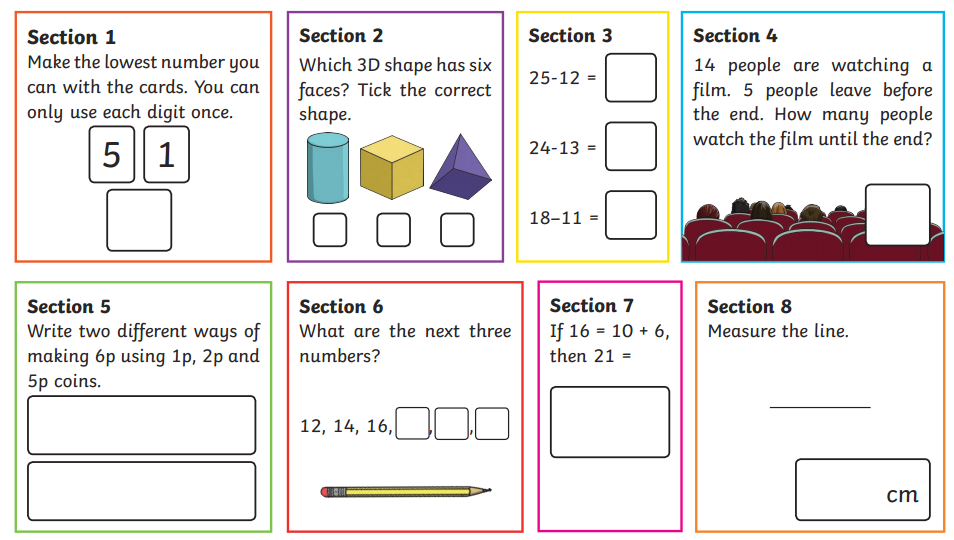 Section 1
Make the lowest number you
can with the cards. You can
only use each digit once.
5 1
Section 2
Which 3D shape has six
faces? Tick the correct
shape.
Section 3
25-12 =
24-13 =
18–11 =
Section 4
14 people are watching a
film. 5 people leave before
the end. How many people
watch the film until the end?
Section 5
Write two different ways of
making 6p using 1p, 2p and
5p coins.
Section 6
What are the next three
numbers?
12, 14, 16, , ,
Section 7
If 16 = 10 + 6,
then 21 =
Section 8
Measure the line.
cm